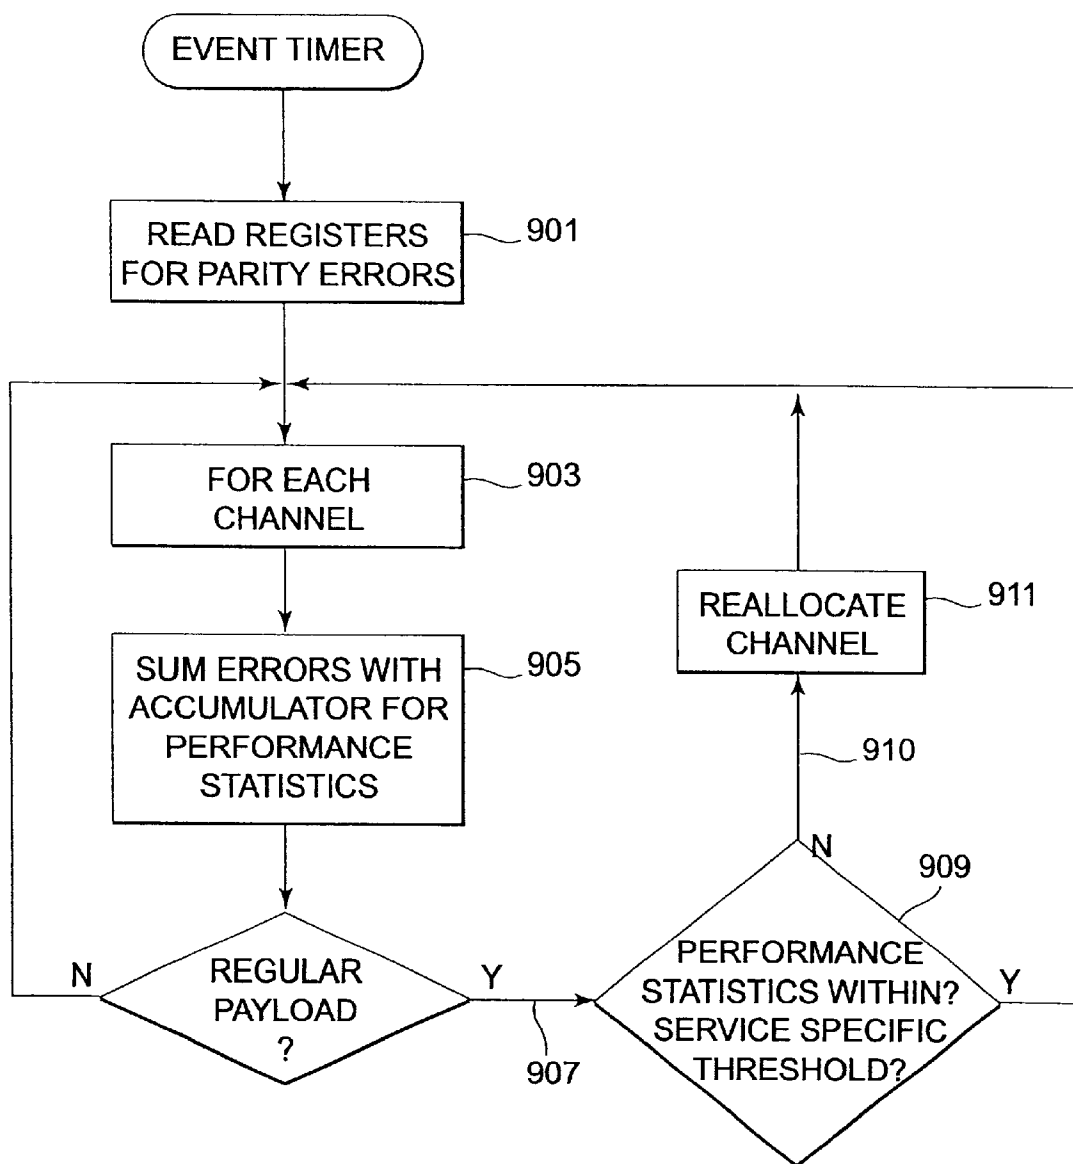 EVENT TIMER
READ REGISTERS
FOR PARITY ERRORS
901
FOR EACH
CHANNEL
903
SUM ERRORS WITH
ACCUMULATOR FOR
PERFORMANCE
STATISTICS
905
REGULAR
PAYLOAD
?
N
Y
907
PERFORMANCE
STATISTICS WITHIN?
SERVICE SPECIFIC
THRESHOLD?
909
N
Y
910
REALLOCATE
CHANNEL
911